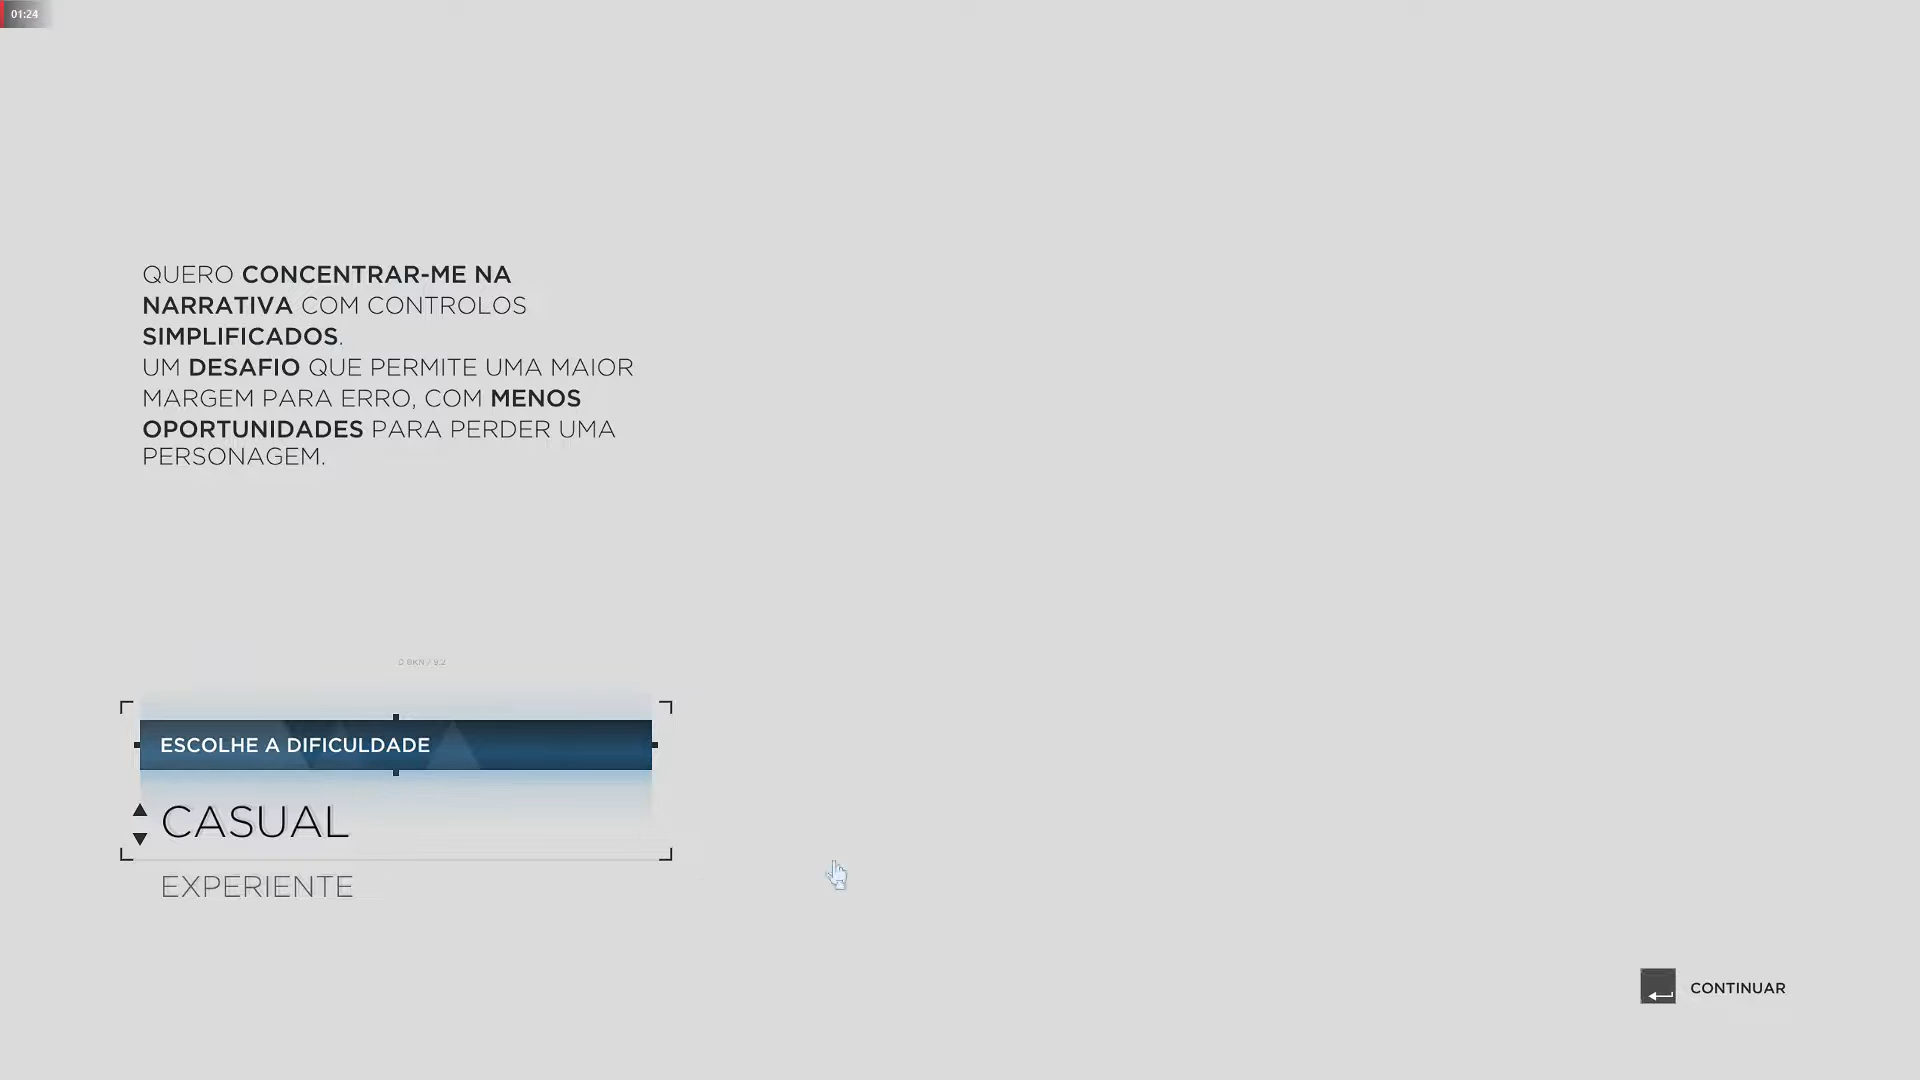 01:24
QUERO CONCENTRAR-ME NA
NARRATIVA COM CONTROLOS
SIMPLIFICADOS.
UM DESAFIO QUE PERMITE UMA MAIOR
MARGEM PARA ERRO, COM MENOS
OPORTUNIDADES PARA PERDER UMA
PERSONAGEM.
ESCOLHE A DIFICULDADE
CASUAL
EXPERIENTE
CONTINUAR